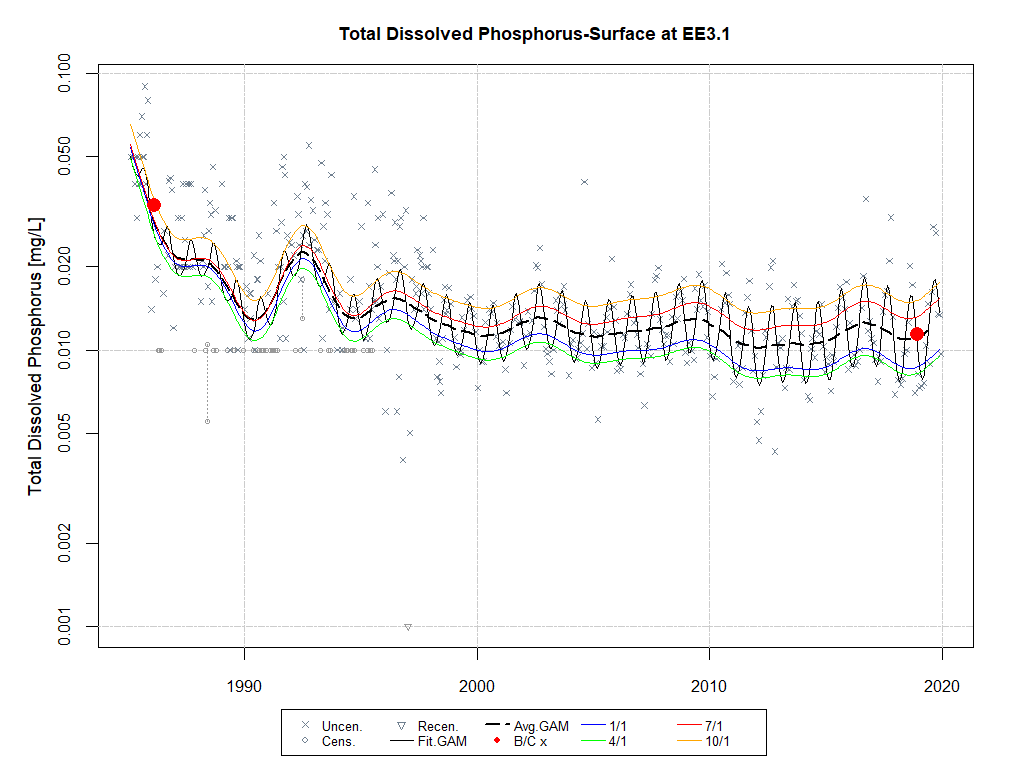 Total Dissolved Phosphorus-Surface at EE3.1
Total Dissolved Phosphorus [mg/L]
0.100
0.050
0.020
0.010
0.005
0.002
0.001
1990 2000 2010 2020
Uncen. Recen. Avg.GAM 1/1 7/1
Cens. Fit.GAM B/C x 4/1 10/1